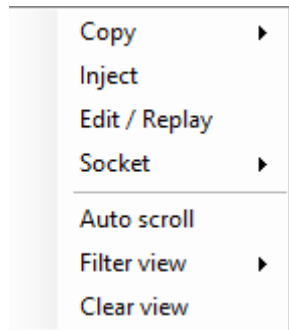 Copy
Inject
Edit / Replay
Socket
Auto scroll
Filter view
Clear view